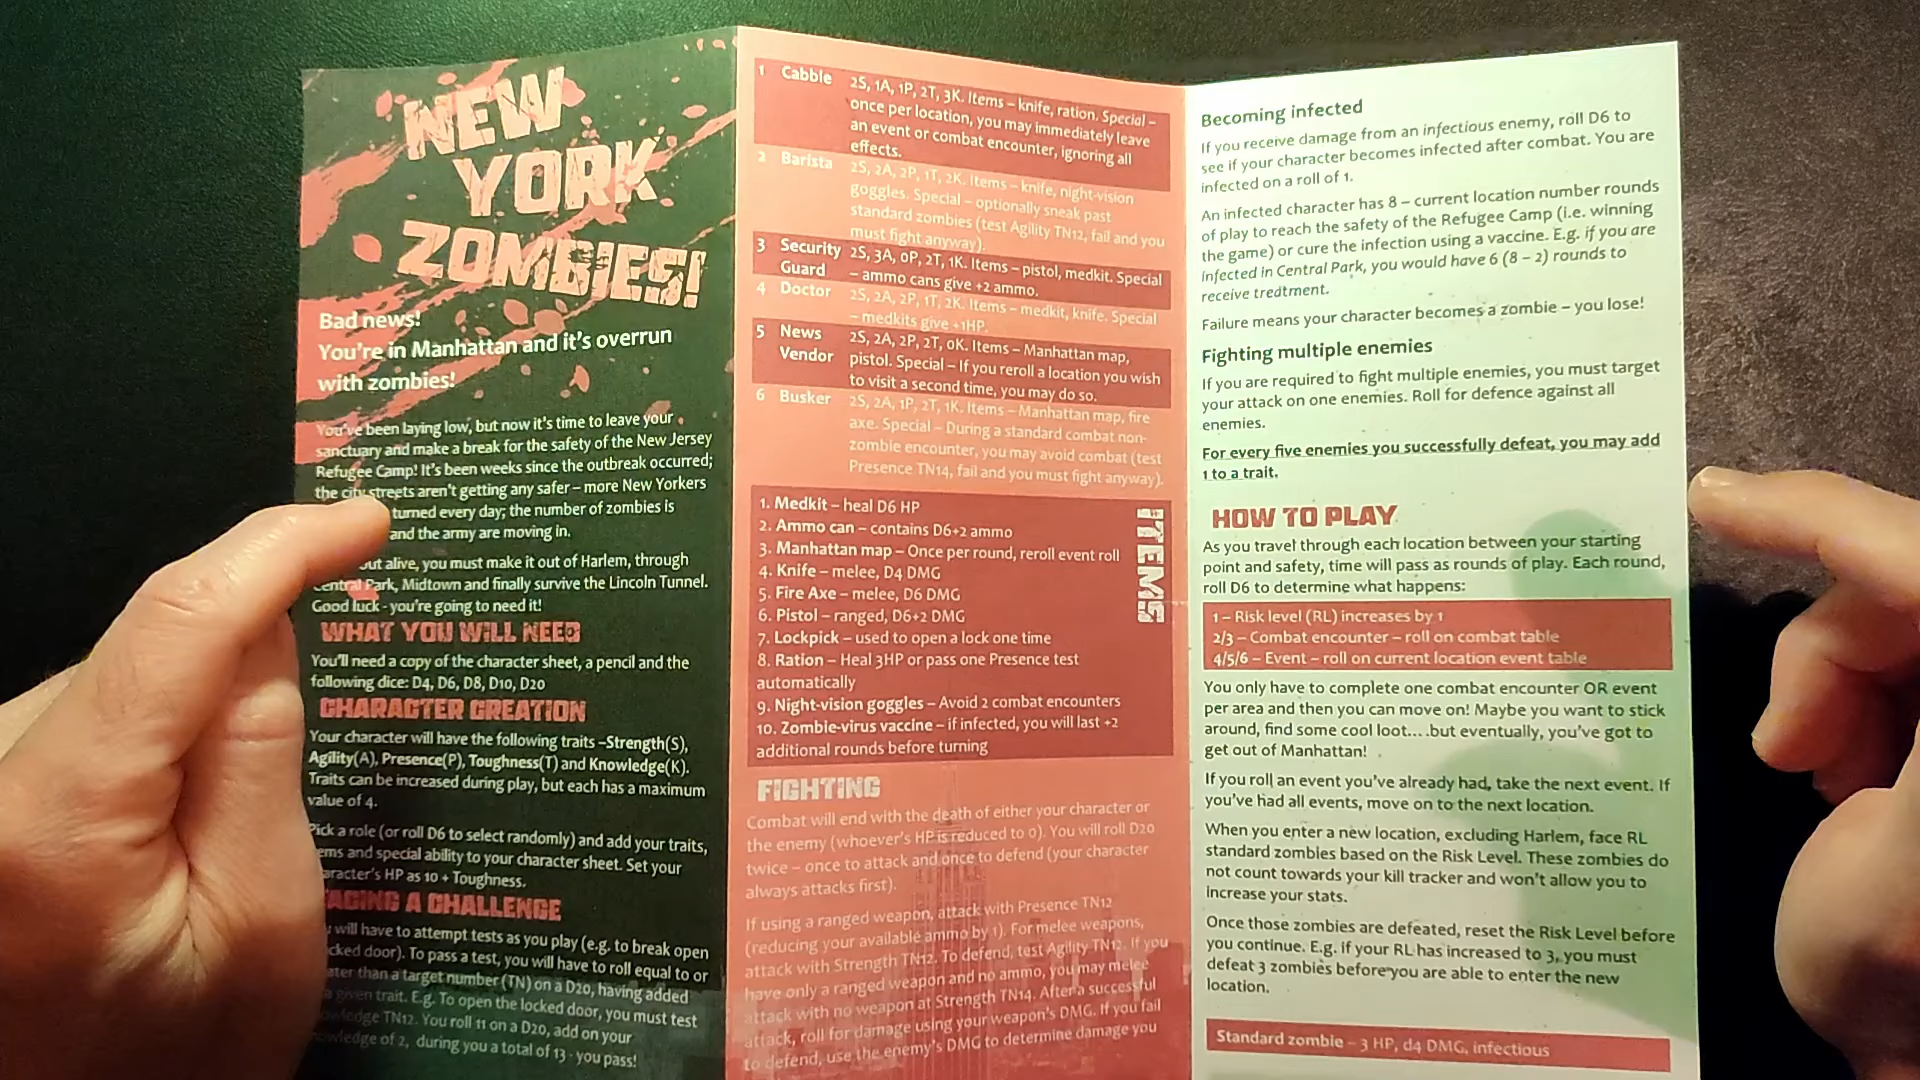 NEW
YORK
ZOMBIES!
Bad news!
You're in Manhattan and it's overrun
with zombies!
You've been laying low, but now it's time to leave your
sanctuary and make a break for the safety of the New Jersey
Refugee Camp! It's been weeks since the outbreak occurred;
the city streets aren't getting any safer – more New Yorkers
turned every day; the number of zombies is
and the army are moving in.
out alive, you must make it out of Harlem, through
Central Park, Midtown and finally survive the Lincoln Tunnel.
Good luck - you're going to need it!
WHAT YOU WILL NEED
You'll need a copy of the character sheet, a pencil and the
following dice: D4, D6, D8, D10, D20
CHARACTER CREATION
Your character will have the following traits –Strength(S),
Agility(A), Presence(P), Toughness(T) and Knowledge(K).
Traits can be increased during play, but each has a maximum
value of 4.
Pick a role (or roll D6 to select randomly) and add your traits,
ems and special ability to your character sheet. Set your
aracter's HP as 10 + Toughness.
ACING A CHALLENGE
will have to attempt tests as you play (e.g. to break open
cked door). To pass a test, you will have to roll equal to or
ater than a target number (TN) on a D20, having added
a given trait. E.g. To open the locked door, you must test
owledge TN12. You roll 11 on a D20, add on your
owledge of 2, during you a total of 13 - you pass!
1 Cabbie 2S, 1A, 1P, 2T, 3K. Items – knife, ration. Special –
once per location, you may immediately leave
an event or combat encounter, ignoring all
effects.
2 Barista 2S, 2A, 2P, 1T, 2K. Items – knife, night-vision
goggles. Special – optionally sneak past
standard zombies (test Agility TN12, fail and you
must fight anyway).
3 Security Guard 2S, 3A, 0P, 2T, 1K. Items – pistol, medkit. Special
– ammo cans give +2 ammo.
4 Doctor 2S, 2A, 2P, 1T, 2K. Items – medkit, knife. Special
– medkits give +1HP.
5 News Vendor 2S, 2A, 2P, 2T, 0K. Items – Manhattan map,
pistol. Special – If you reroll a location you wish
to visit a second time, you may do so.
6 Busker 2S, 2A, 1P, 2T, 1K. Items – Manhattan map, fire
axe. Special – During a standard combat non-
zombie encounter, you may avoid combat (test
Presence TN14, fail and you must fight anyway).
ITEMS
1. Medkit – heal D6 HP
2. Ammo can – contains D6+2 ammo
3. Manhattan map – Once per round, reroll event roll
4. Knife – melee, D4 DMG
5. Fire Axe – melee, D6 DMG
6. Pistol – ranged, D6+2 DMG
7. Lockpick – used to open a lock one time
8. Ration – Heal 3HP or pass one Presence test
automatically
9. Night-vision goggles – Avoid 2 combat encounters
10. Zombie-virus vaccine – if infected, you will last +2
additional rounds before turning
FIGHTING
Combat will end with the death of either your character or
the enemy (whoever's HP is reduced to 0). You will roll D20
twice – once to attack and once to defend (your character
always attacks first).
If using a ranged weapon, attack with Presence TN12
(reducing your available ammo by 1). For melee weapons,
attack with Strength TN12. To defend, test Agility TN12. If you
have only a ranged weapon and no ammo, you may melee
attack with no weapon at Strength TN14. After a successful
attack, roll for damage using your weapon's DMG. If you fail
to defend, use the enemy's DMG to determine damage you
Becoming infected
If you receive damage from an infectious enemy, roll D6 to
see if your character becomes infected after combat. You are
infected on a roll of 1.
An infected character has 8 – current location number rounds
of play to reach the safety of the Refugee Camp (i.e. winning
the game) or cure the infection using a vaccine. E.g. if you are
infected in Central Park, you would have 6 (8 – 2) rounds to
receive treatment.
Failure means your character becomes a zombie – you lose!
Fighting multiple enemies
If you are required to fight multiple enemies, you must target
your attack on one enemies. Roll for defence against all
enemies.
For every five enemies you successfully defeat, you may add
1 to a trait.
HOW TO PLAY
As you travel through each location between your starting
point and safety, time will pass as rounds of play. Each round,
roll D6 to determine what happens:
1 – Risk level (RL) increases by 1
2/3 – Combat encounter – roll on combat table
4/5/6 – Event – roll on current location event table
You only have to complete one combat encounter OR event
per area and then you can move on! Maybe you want to stick
around, find some cool loot... .but eventually, you've got to
get out of Manhattan!
If you roll an event you've already had, take the next event. If
you've had all events, move on to the next location.
When you enter a new location, excluding Harlem, face RL
standard zombies based on the Risk Level. These zombies do
not count towards your kill tracker and won't allow you to
increase your stats.
Once those zombies are defeated, reset the Risk Level before
you continue. E.g. if your RL has increased to 3, you must
defeat 3 zombies before you are able to enter the new
location.
Standard zombie – 3 HP, d4 DMG, infectious